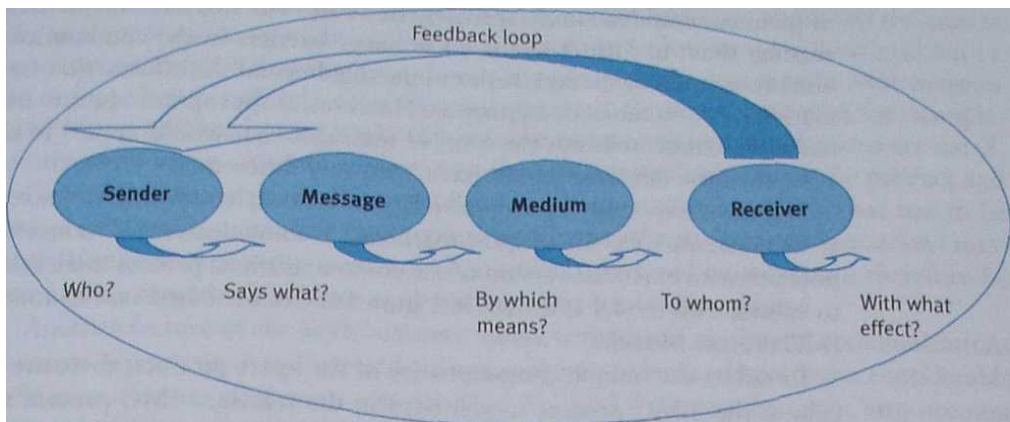 Feedback loop
Sender
Message
Medium
Receiver
Who?
Says what?
By which
means?
To whom?
With what
effect?